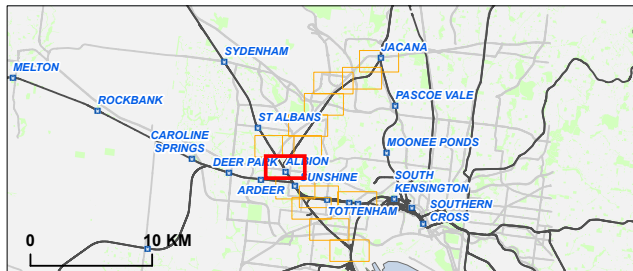 JACANA
SYDENHAM
MELTON
PASCOE VALE
ROCKBANK
ST ALBANS
CAROLINE
SPRINGS
MOONEE PONDS
DEER PARK
ALBION
SUNSHINE
ARDEER
SOUTH
KENSINGTON
TOTTENHAM
SOUTHERN
CROSS
0 10 KM